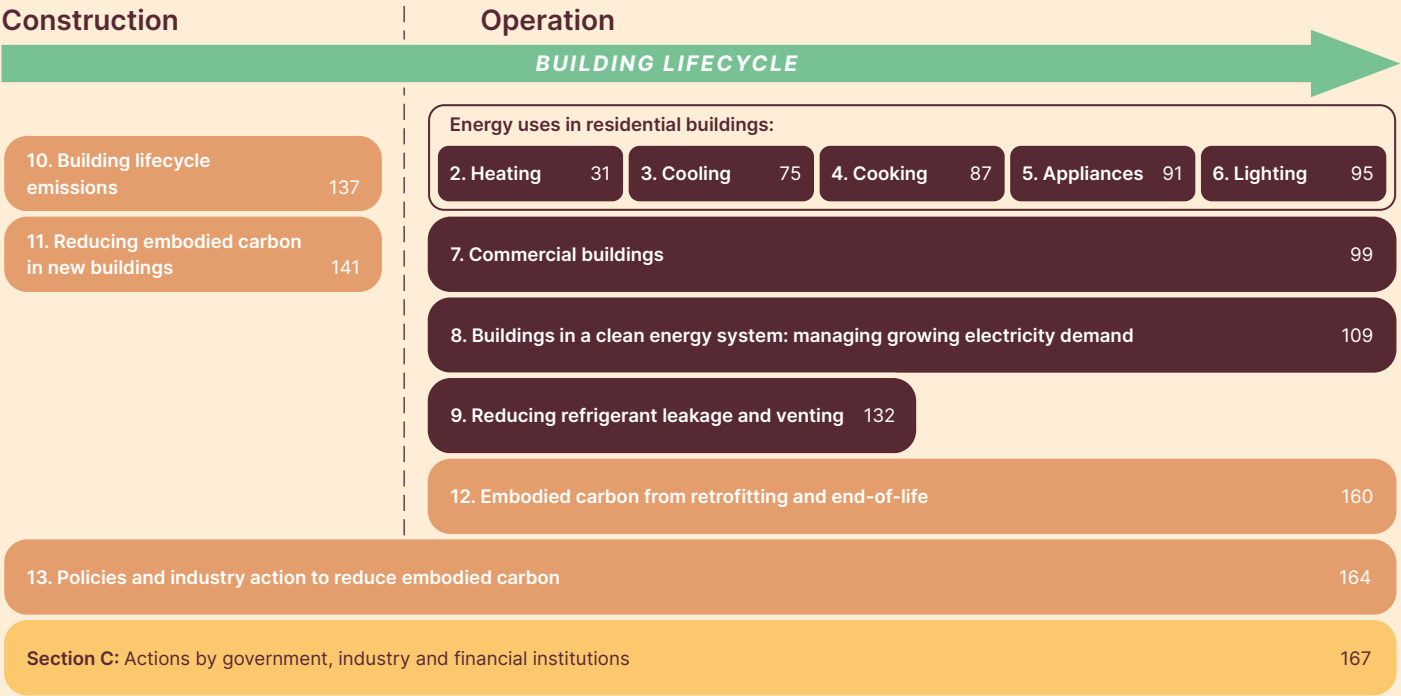 Construction
Operation
BUILDING LIFECYCLE
10. Building lifecycle
emissions 137
11. Reducing embodied carbon
in new buildings 141
Energy uses in residential buildings:
2. Heating 31
3. Cooling 75
4. Cooking 87
5. Appliances 91
6. Lighting 95
7. Commercial buildings 99
8. Buildings in a clean energy system: managing growing electricity demand 109
9. Reducing refrigerant leakage and venting 132
12. Embodied carbon from retrofitting and end-of-life 160
13. Policies and industry action to reduce embodied carbon 164
Section C: Actions by government, industry and financial institutions 167